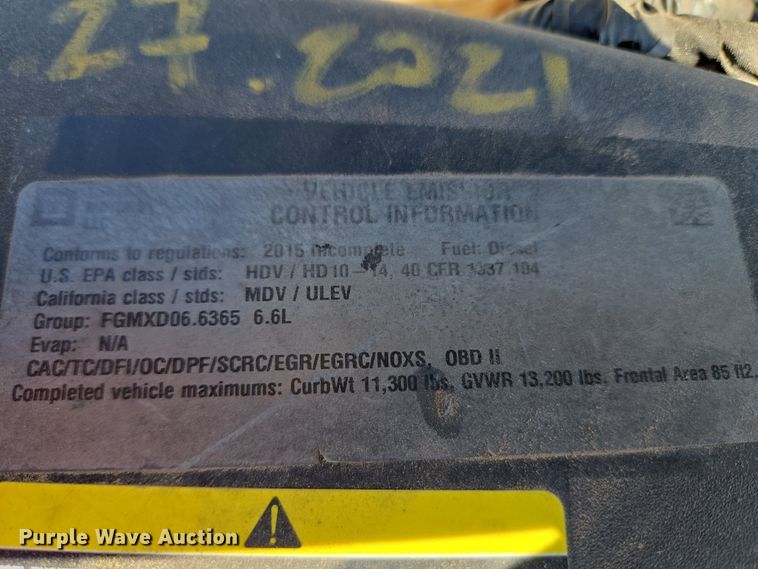 27.2021
VEHICLE EMISSION
CONTROL INFORMATION
Conforms to regulations: 2015 incomplete Fuel: Diesel
U.S. EPA class / stds: HDV / HD10-14, 40 CFR 1037.104
California class / stds: MDV / ULEV
Group: FGMXD06.6365 6.6L
Evap: N/A
CAC/TC/DFI/OC/DPF/SCRC/EGR/EGRC/NOXS, OBD II
Completed vehicle maximums: CurbWt 11,300 lbs, GVWR 13,200 lbs. Frontal Area 85 ft2.
Purple Wave Auction